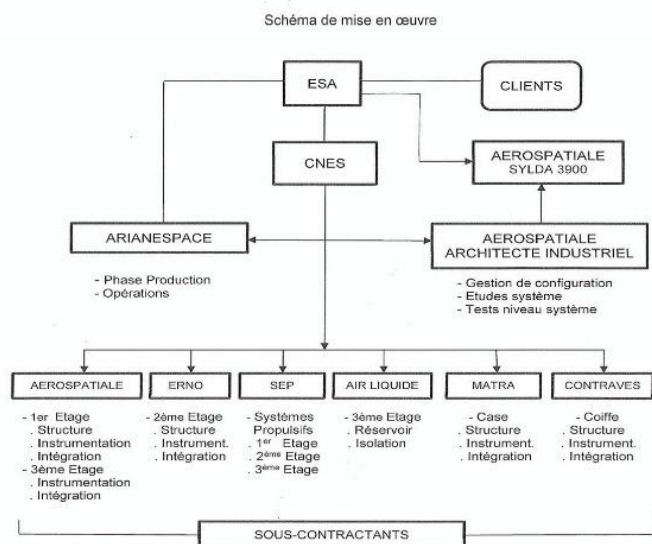 Schéma de mise en œuvre
ESA
CLIENTS
CNES
AEROSPATIALE
SYLDA 3900
ARIANESPACE
AEROSPATIALE
ARCHITECTE INDUSTRIEL
- Phase Production
- Opérations
- Gestion de configuration
- Etudes système
- Tests niveau système
AEROSPATIALE
- 1er Etage
. Structure
. Instrumentation
. Intégration
- 3ème Etage
. Instrumentation
. Intégration
ERNO
- 2ème Etage
. Structure
. Instrument.
. Intégration
SEP
- Systèmes
Propulsifs
. 1er Etage
. 2ème Etage
. 3ème Etage
AIR LIQUIDE
- 3ème Etage
. Réservoir
. Isolation
MATRA
- Case
. Structure
. Instrument.
. Intégration
CONTRAVES
- Coiffe
. Structure
. Instrument.
. Intégration
SOUS-CONTRACTANTS